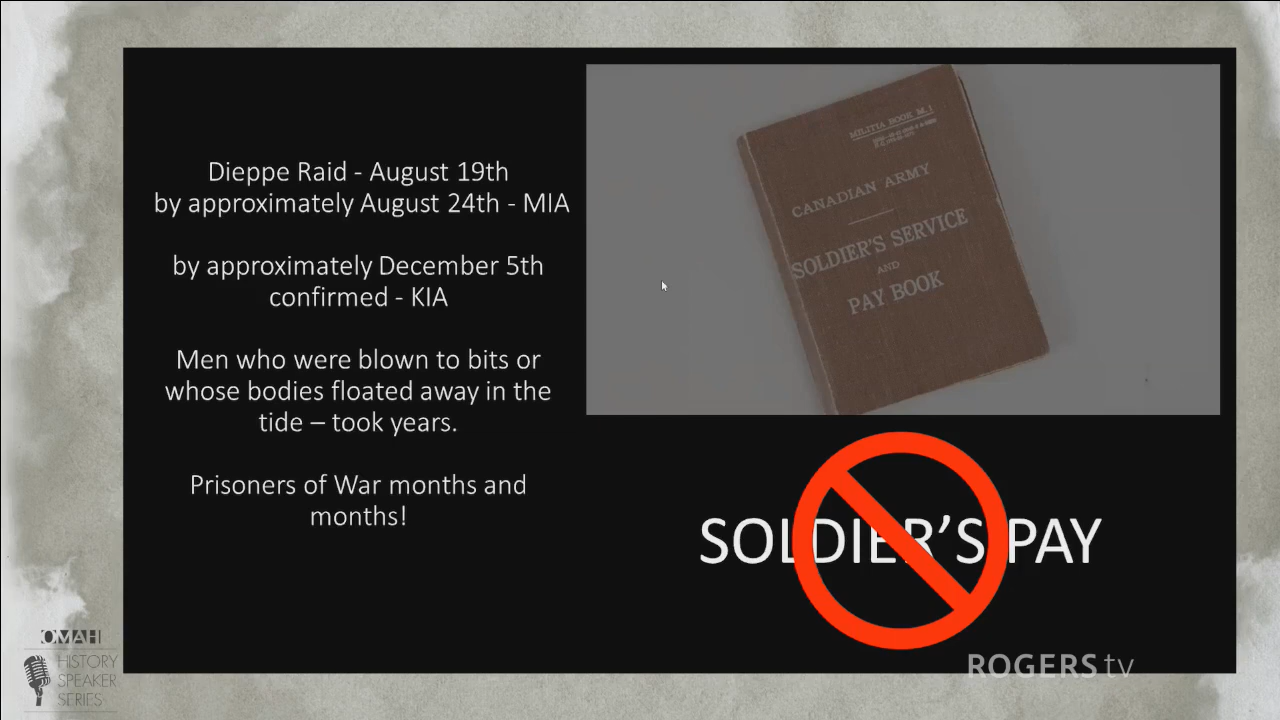 Dieppe Raid - August 19th
by approximately August 24th - MIA
by approximately December 5th
confirmed - KIA
Men who were blown to bits or
whose bodies floated away in the
tide – took years.
Prisoners of War months and
months!
MILITIA BOOK M. 1
CANADIAN ARMY
SOLDIER'S SERVICE
AND
PAY BOOK
SOLDIER'S PAY
OMAH
HISTORY
SPEAKER
SERIES
ROGERS tv